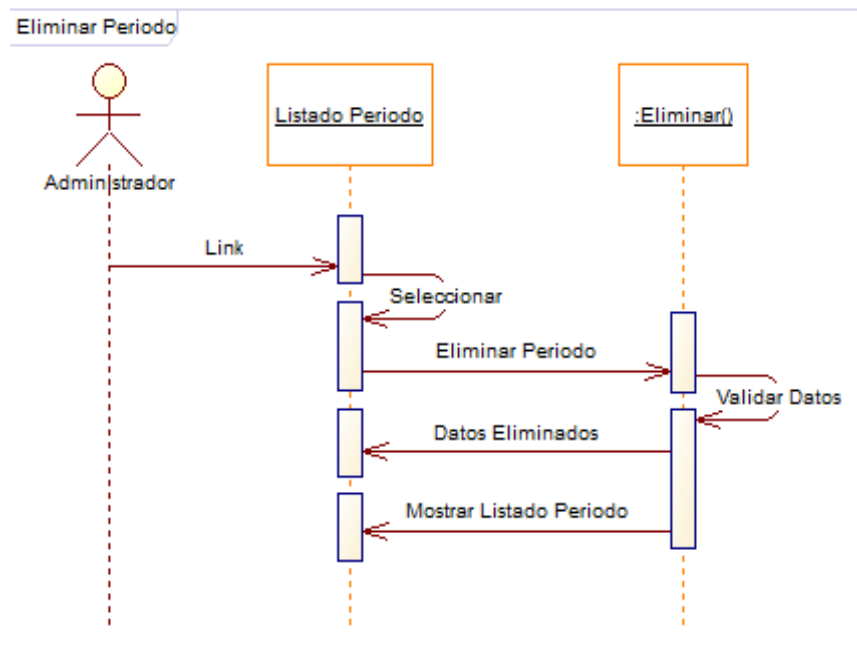 Eliminar Periodo
Listado Periodo
:Eliminar()
Administrador
Link
Seleccionar
Eliminar Periodo
Validar Datos
Datos Eliminados
Mostrar Listado Periodo